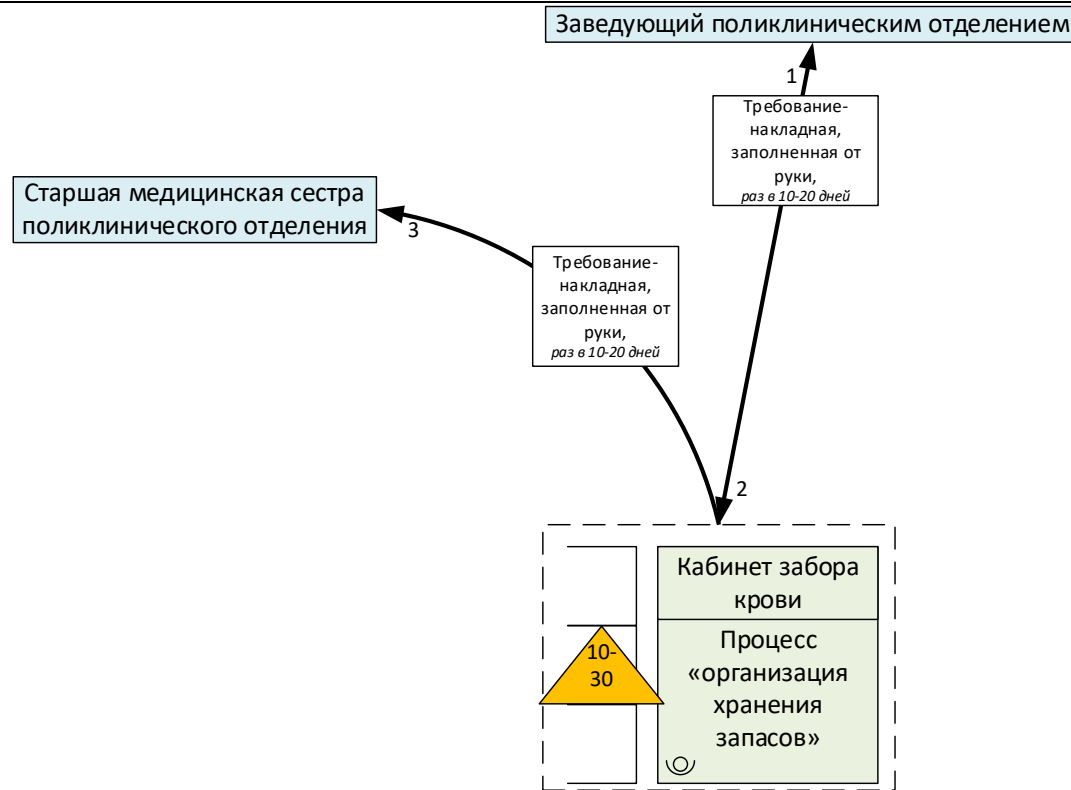 Заведующий поликлиническим отделением
1
Требование-
накладная,
заполненная от
руки,
раз в 10-20 дней
Старшая медицинская сестра
поликлинического отделения
3
Требование-
накладная,
заполненная от
руки,
раз в 10-20 дней
2
Кабинет забора
крови
Процесс
«организация
хранения
запасов»
10-
30